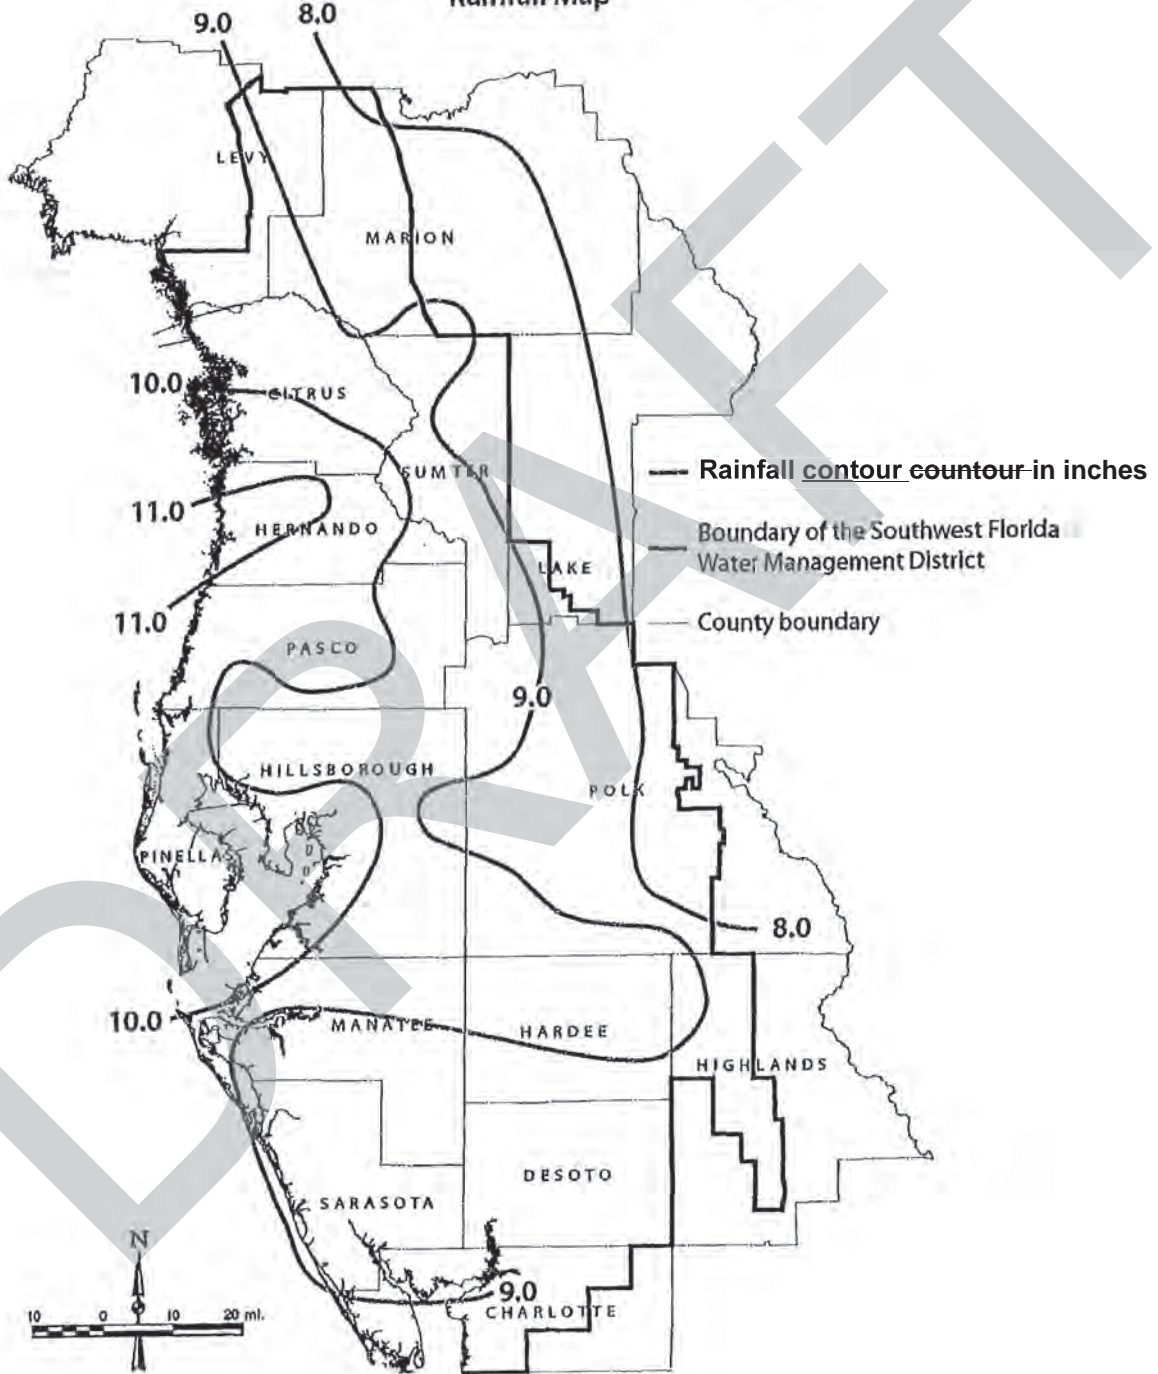 Rainfall Map
9.0
8.0
LEVY
MARION
10.0
CITRUS
SUMTER
Rainfall contour countour in inches
11.0
HERNANDO
Boundary of the Southwest Florida
Water Management District
LAKE
11.0
County boundary
PASCO
9.0
HILLSBOROUGH
POLK
PINELLAS
8.0
10.0
MANATEE
HARDEE
HIGHLANDS
DESOTO
SARASOTA
N
9.0
CHARLOTTE
10 0 10 20 mi.
DRAFT